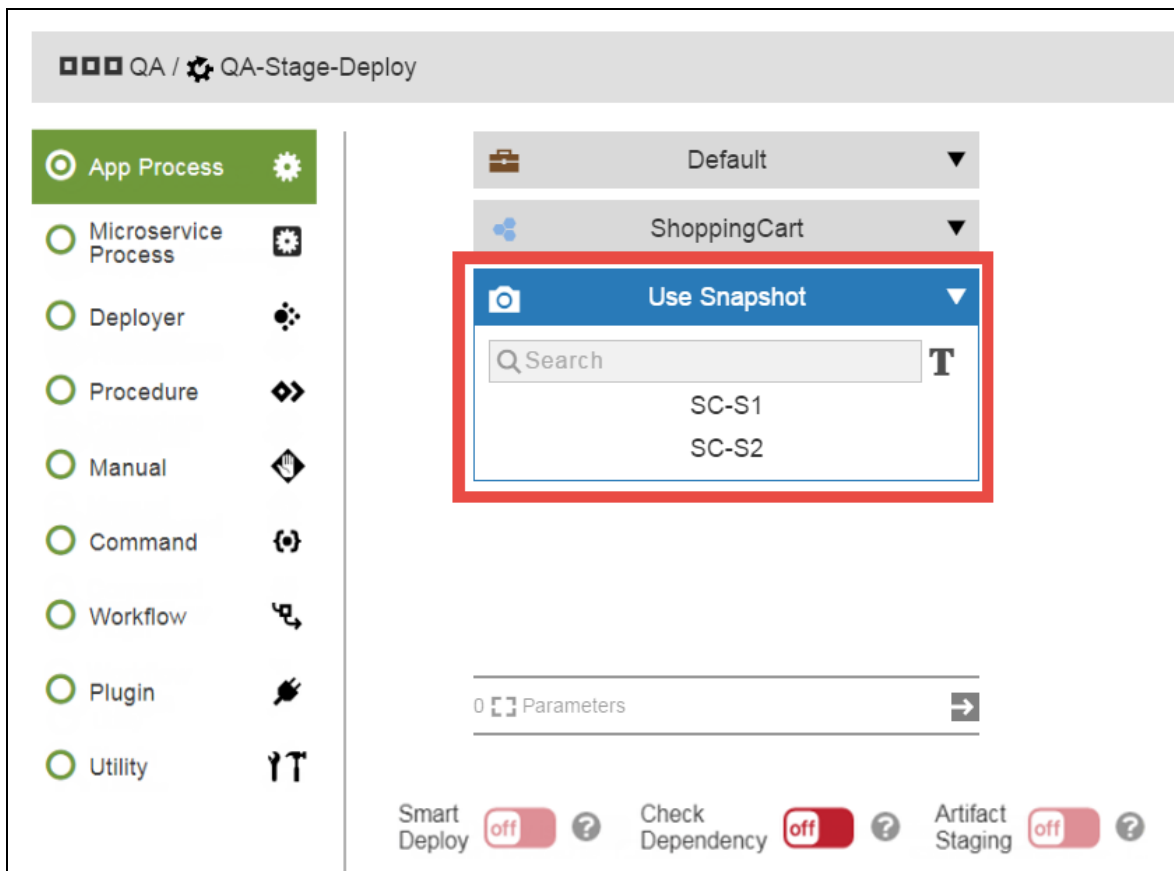 QA / QA-Stage-Deploy
App Process
Microservice
Process
Deployer
Procedure
Manual
Command
Workflow
Plugin
Utility
Default
ShoppingCart
Use Snapshot
Search
T
SC-S1
SC-S2
0 Parameters
Smart
Deploy
off
?
Check
Dependency
off
?
Artifact
Staging
off
?